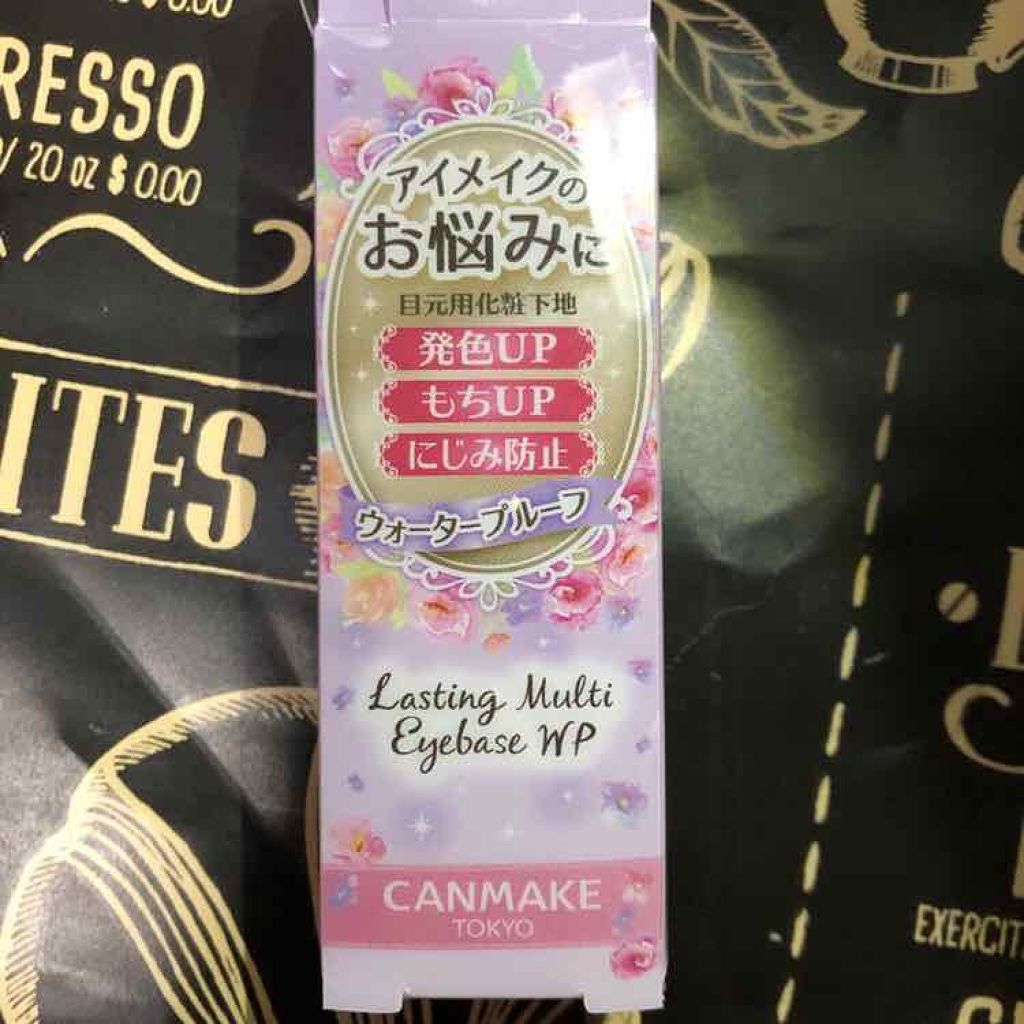 RESSO
/ 20 oz $ 0.00
ITES
アイメイクの
お悩みに
目元用化粧下地
発色UP
もちUP
にじみ防止
ウォータープルーフ
Lasting Multi
Eyebase WP
CANMAKE
TOKYO
EXERCIT